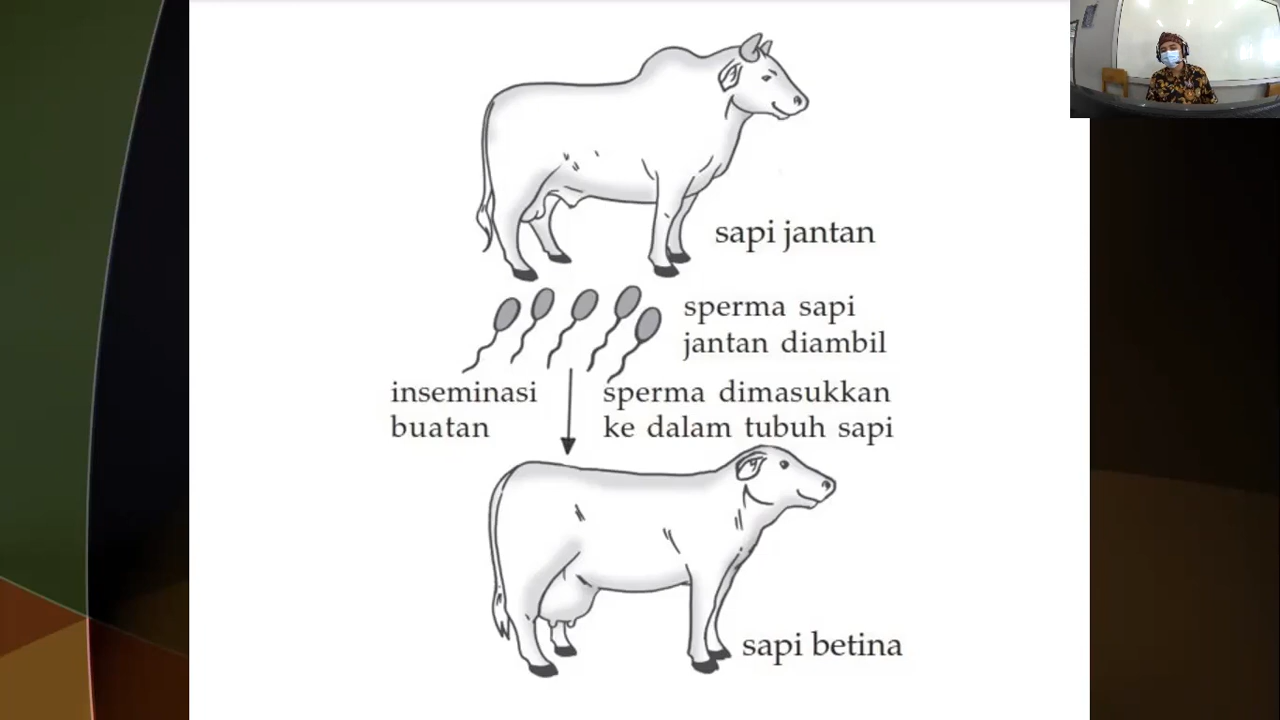 sapi jantan
sperma sapi
jantan diambil
inseminasi
buatan
sperma dimasukkan
ke dalam tubuh sapi
sapi betina